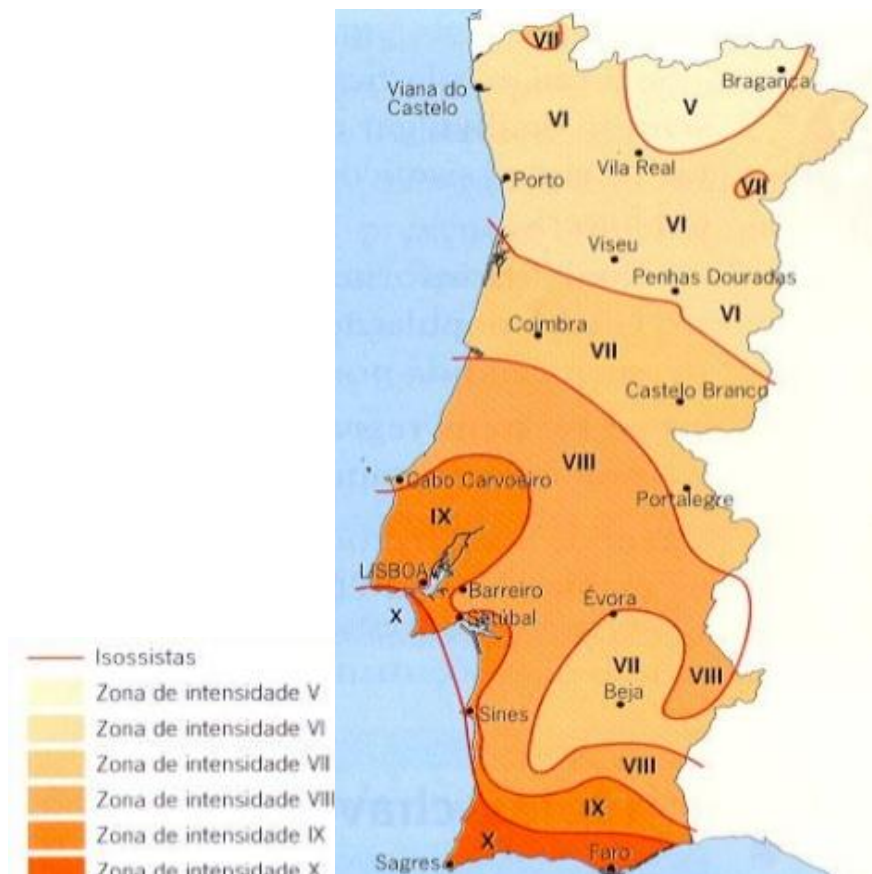 VII
Bragança
Viana do
Castelo
V
VI
Vila Real
Porto
VII
VI
Viseu
Penhas Douradas
VI
Coimbra
VII
Castelo Branco
VIII
Cabo Carvoeiro
Portalegre
IX
LISBOA
Barreiro
Évora
X
Setúbal
VII
VIII
Beja
Sines
VIII
IX
X
Faro
Sagres
Isossistas
Zona de intensidade V
Zona de intensidade VI
Zona de intensidade VII
Zona de intensidade VIII
Zona de intensidade IX
Zona de intensidade X